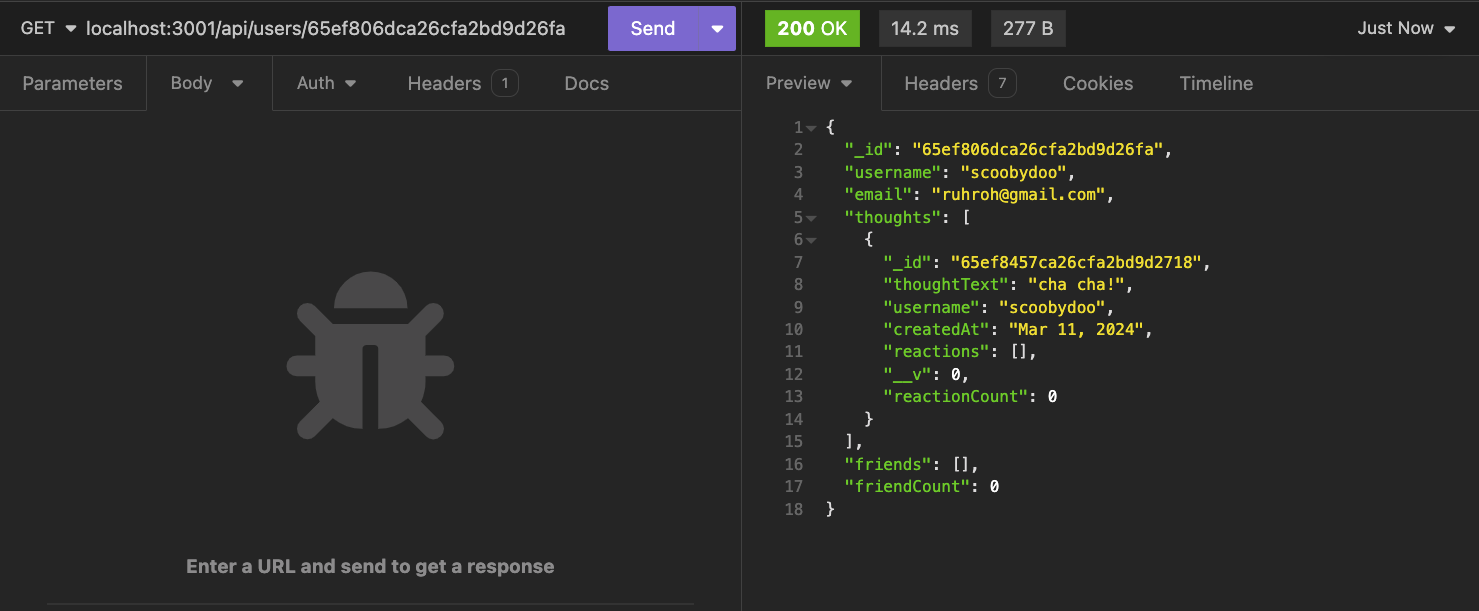 GET localhost:3001/api/users/65ef806dca26cfa2bd9d26fa Send 200 OK 14.2 ms 277 B Just Now
Parameters Body Auth Headers 1 Docs Preview Headers 7 Cookies Timeline
1 {
2 "_id": "65ef806dca26cfa2bd9d26fa",
3 "username": "scoobydoo",
4 "email": "ruhroh@gmail.com",
5 "thoughts": [
6 {
7 "_id": "65ef8457ca26cfa2bd9d2718",
8 "thoughtText": "cha cha!",
9 "username": "scoobydoo",
10 "createdAt": "Mar 11, 2024",
11 "reactions": [],
12 "__v": 0,
13 "reactionCount": 0
14 }
15 ],
16 "friends": [],
17 "friendCount": 0
18 }
Enter a URL and send to get a response